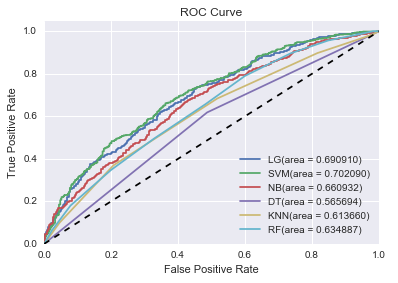 ROC Curve
1.0
0.8
0.6
0.4
0.2
0.0
True Positive Rate
LG(area = 0.690910)
SVM(area = 0.702090)
NB(area = 0.660932)
DT(area = 0.565694)
KNN(area = 0.613660)
RF(area = 0.634887)
0.0 0.2 0.4 0.6 0.8 1.0
False Positive Rate